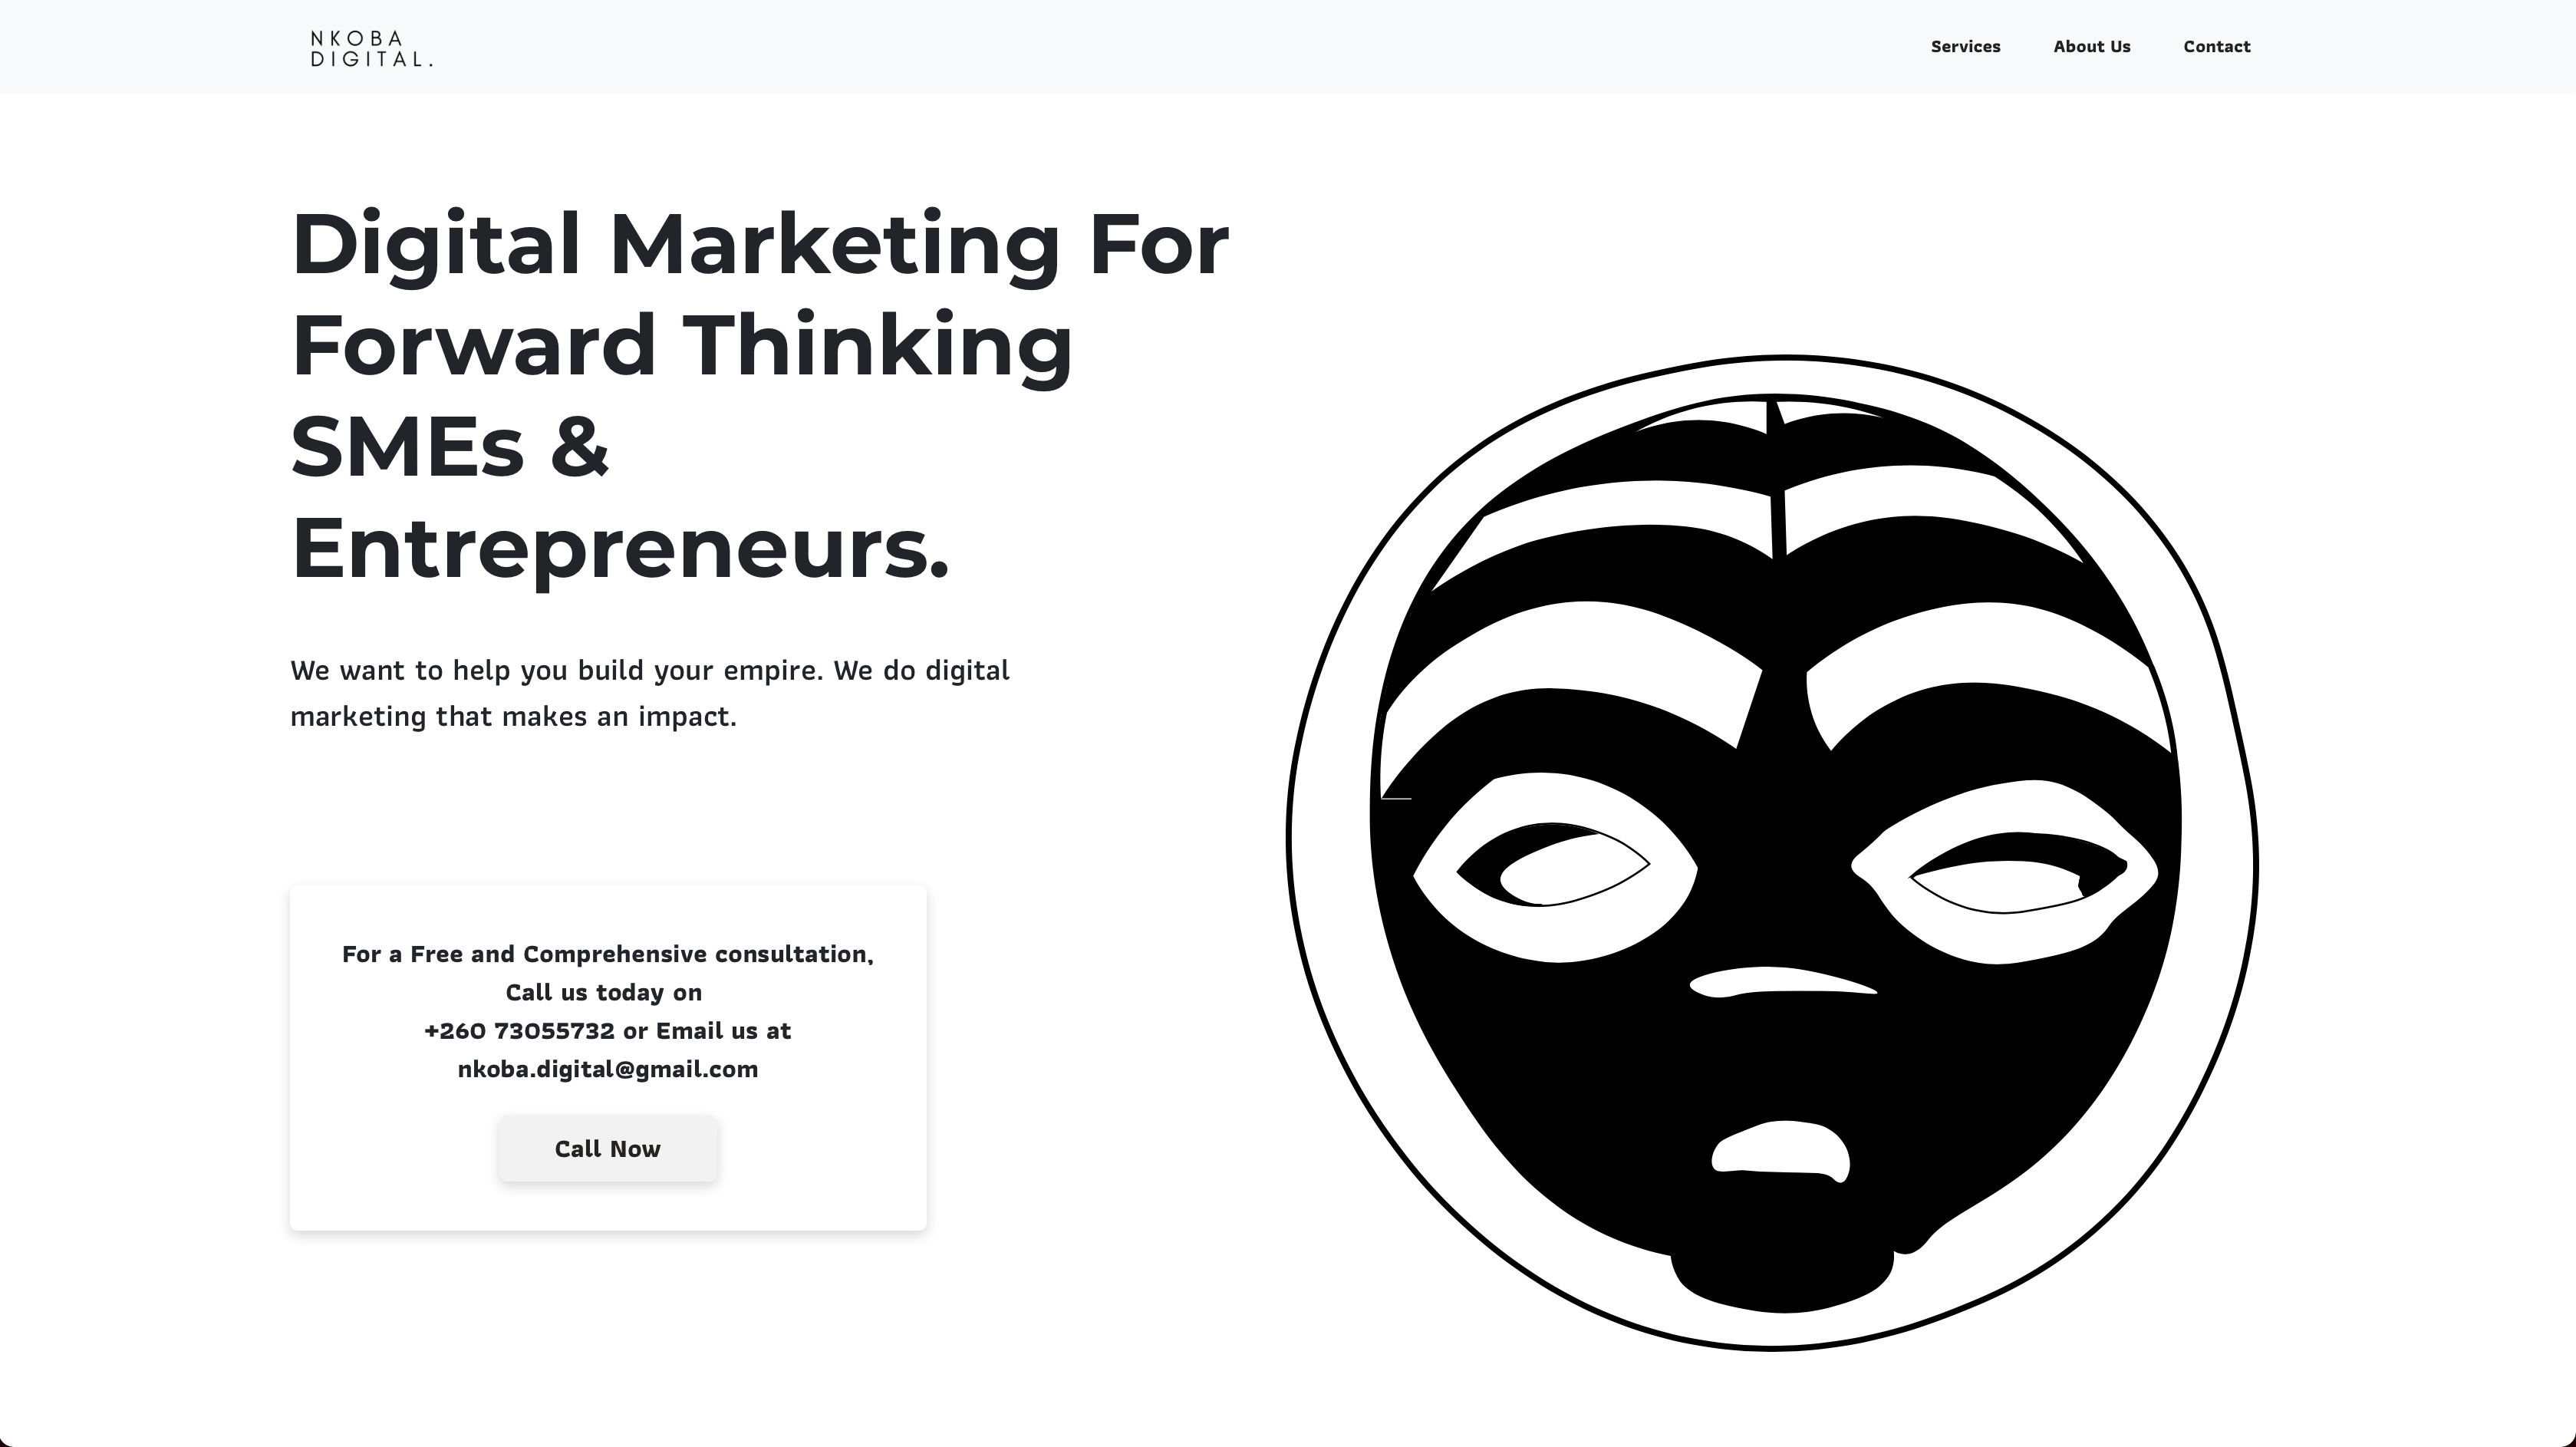 NKOBA
DIGITAL.
Services
About Us
Contact
Digital Marketing For
Forward Thinking
SMEs &
Entrepreneurs.
We want to help you build your empire. We do digital
marketing that makes an impact.
For a Free and Comprehensive consultation,
Call us today on
+260 73055732 or Email us at
nkoba.digital@gmail.com
Call Now